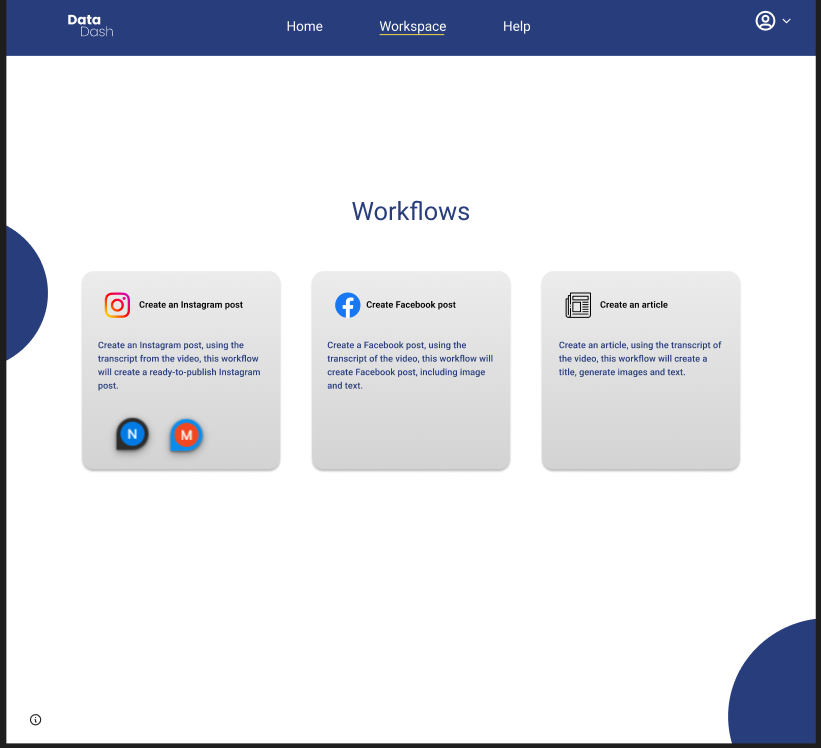 Data
Dash
Home Workspace Help
Workflows
Create an Instagram post
Create an Instagram post, using the
transcript from the video, this workflow
will create a ready-to-publish Instagram
post.
N M
Create Facebook post
Create a Facebook post, using the
transcript of the video, this workflow will
create Facebook post, including image
and text.
Create an article
Create an article, using the transcript of
the video, this workflow will create a
title, generate images and text.